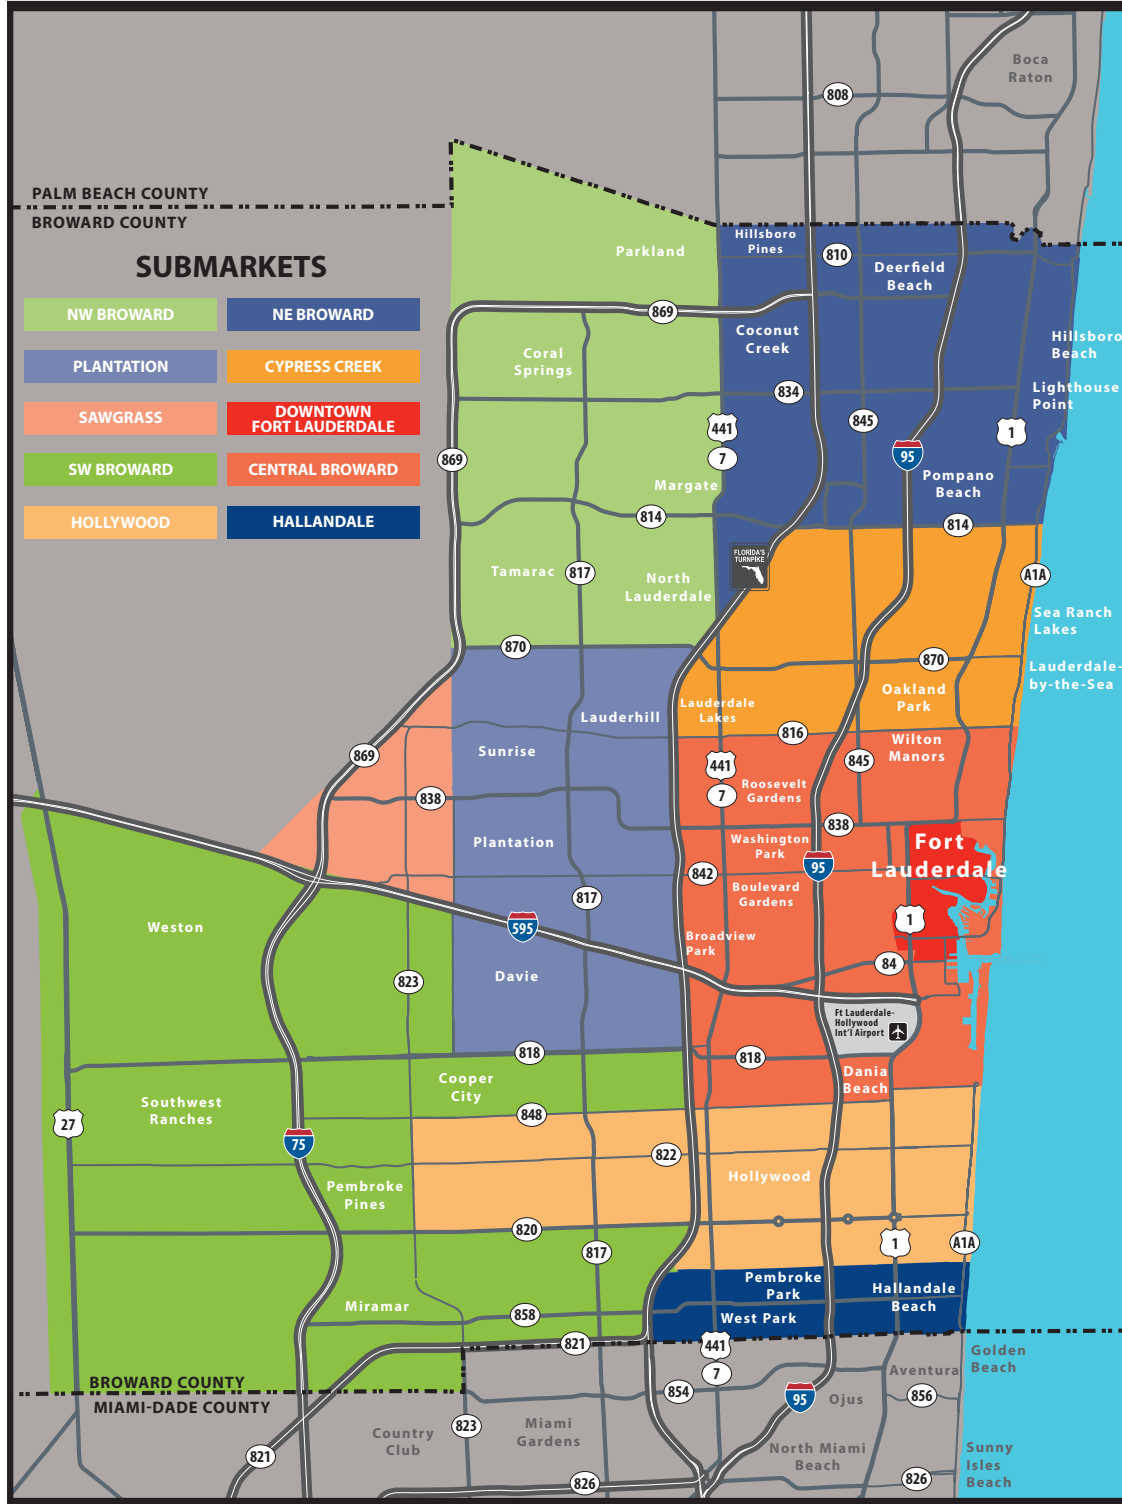 Boca
Raton
808
PALM BEACH COUNTY
BROWARD COUNTY
SUBMARKETS
NW BROWARD
NE BROWARD
PLANTATION
CYPRESS CREEK
SAWGRASS
DOWNTOWN
FORT LAUDERDALE
SW BROWARD
CENTRAL BROWARD
HOLLYWOOD
HALLANDALE
Parkland
Hillsboro
Pines
810
Deerfield
Beach
869
Coconut
Creek
Hillsboro
Beach
Coral
Springs
834
Lighthouse
Point
441
7
845
1
95
869
Margate
Pompano
Beach
814
814
FLORIDA'S
TURNPIKE
Tamarac
817
North
Lauderdale
A1A
Sea Ranch
Lakes
870
870
Lauderdale-
by-the-Sea
Oakland
Park
Lauderhill
Lauderdale
Lakes
816
Wilton
Manors
Sunrise
869
441
7
845
Roosevelt
Gardens
838
838
Plantation
Washington
Park
95
Fort
Lauderdale
842
Boulevard
Gardens
817
1
Weston
595
Broadview
Park
84
Davie
823
Ft Lauderdale-
Hollywood
Int'l Airport
818
818
Dania
Beach
Cooper
City
Southwest
Ranches
848
27
75
822
Hollywood
Pembroke
Pines
820
817
1
A1A
Pembroke
Park
Hallandale
Beach
Miramar
858
West Park
821
441
7
Golden
Beach
Aventura
BROWARD COUNTY
MIAMI-DADE COUNTY
854
95
Ojus
856
Country
Club
823
Miami
Gardens
821
North Miami
Beach
Sunny
Isles
Beach
826
826